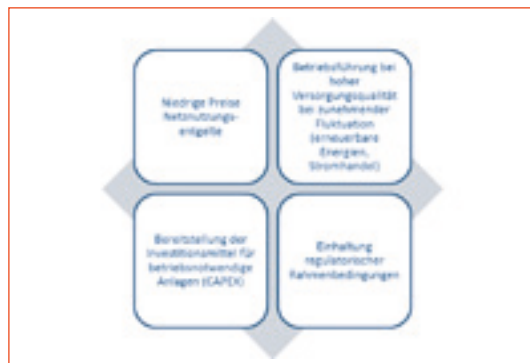 Niedrige Preise
Netznutzungs-
entgelte
Betriebsführung bei
hoher
Versorgungsqualität
bei zunehmender
Fluktuation
(erneuerbare
Energien,
Stromhandel)
Bereitstellung der
Investitionsmittel für
betriebsnotwendige
Anlagen (CAPEX)
Einhaltung
regulatorischer
Rahmenbedingungen